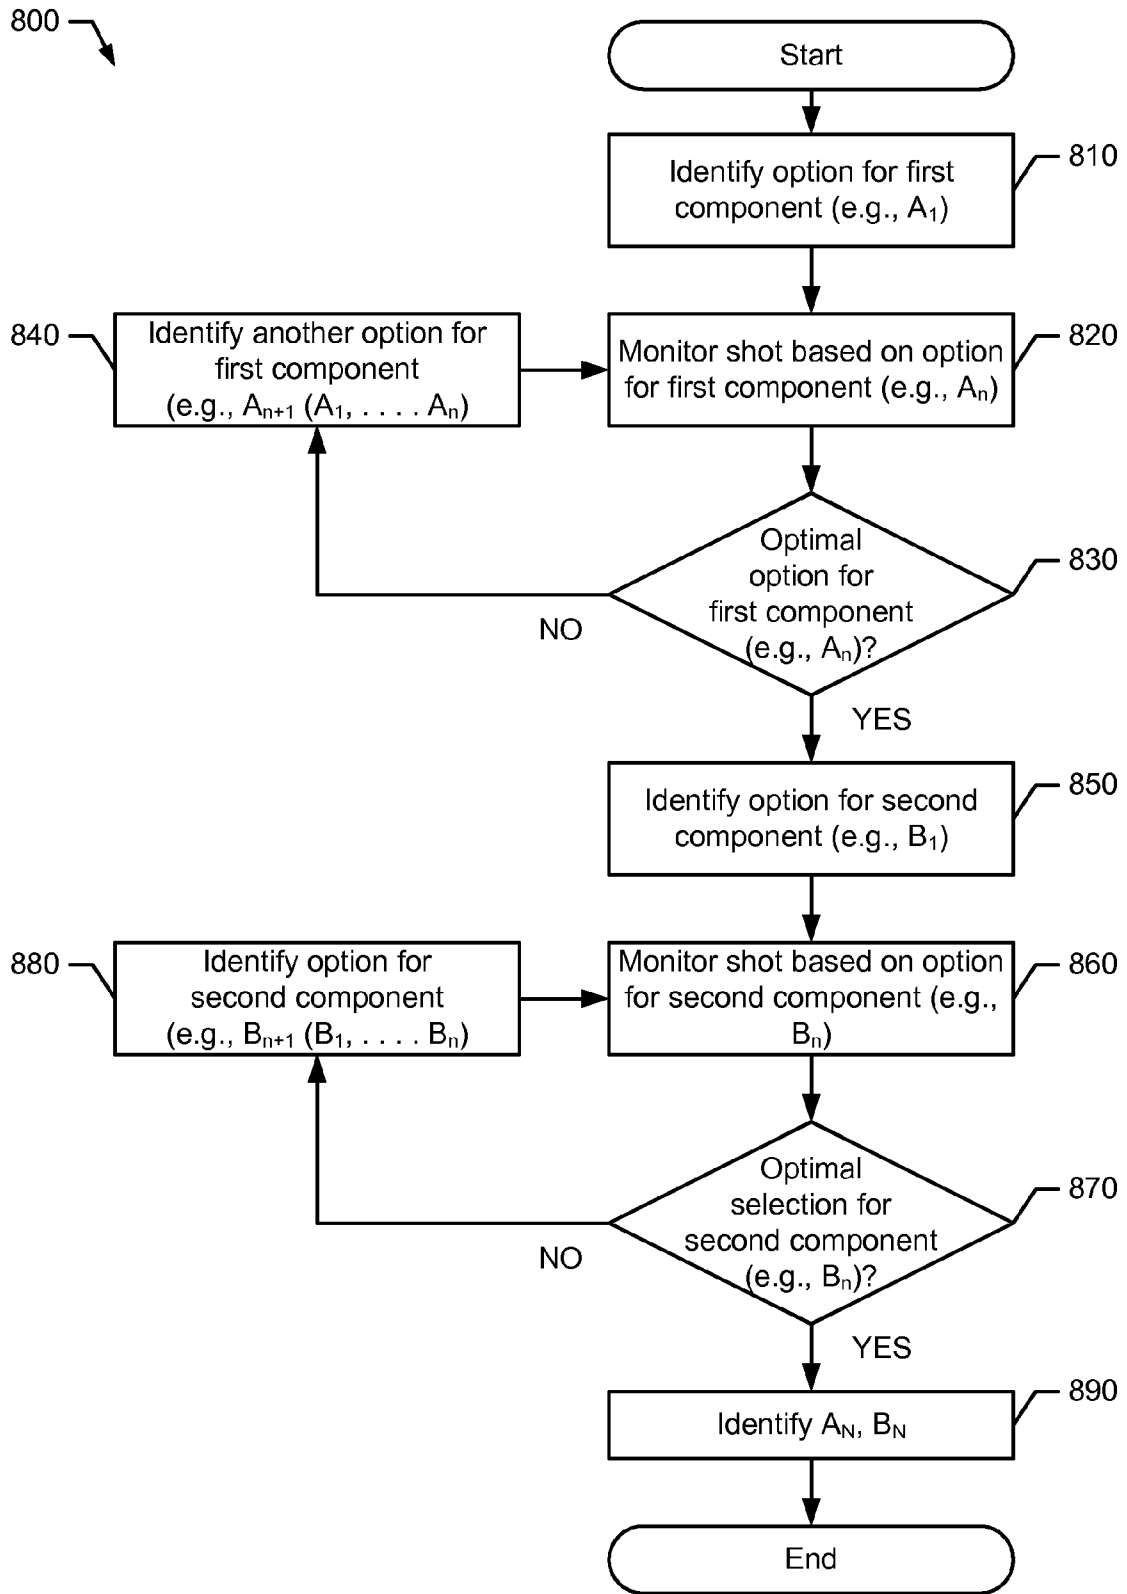 800
Start
810
Identify option for first
component (e.g., A₁)
840
Identify another option for
first component
(e.g., Aₙ₊₁ (A₁, . . . . Aₙ)
820
Monitor shot based on option
for first component (e.g., Aₙ)
830
Optimal
option for
first component
(e.g., Aₙ)?
NO
YES
850
Identify option for second
component (e.g., B₁)
880
Identify option for
second component
(e.g., Bₙ₊₁ (B₁, . . . . Bₙ)
860
Monitor shot based on option
for second component (e.g.,
Bₙ)
870
Optimal
selection for
second component
(e.g., Bₙ)?
NO
YES
890
Identify A_N, B_N
End